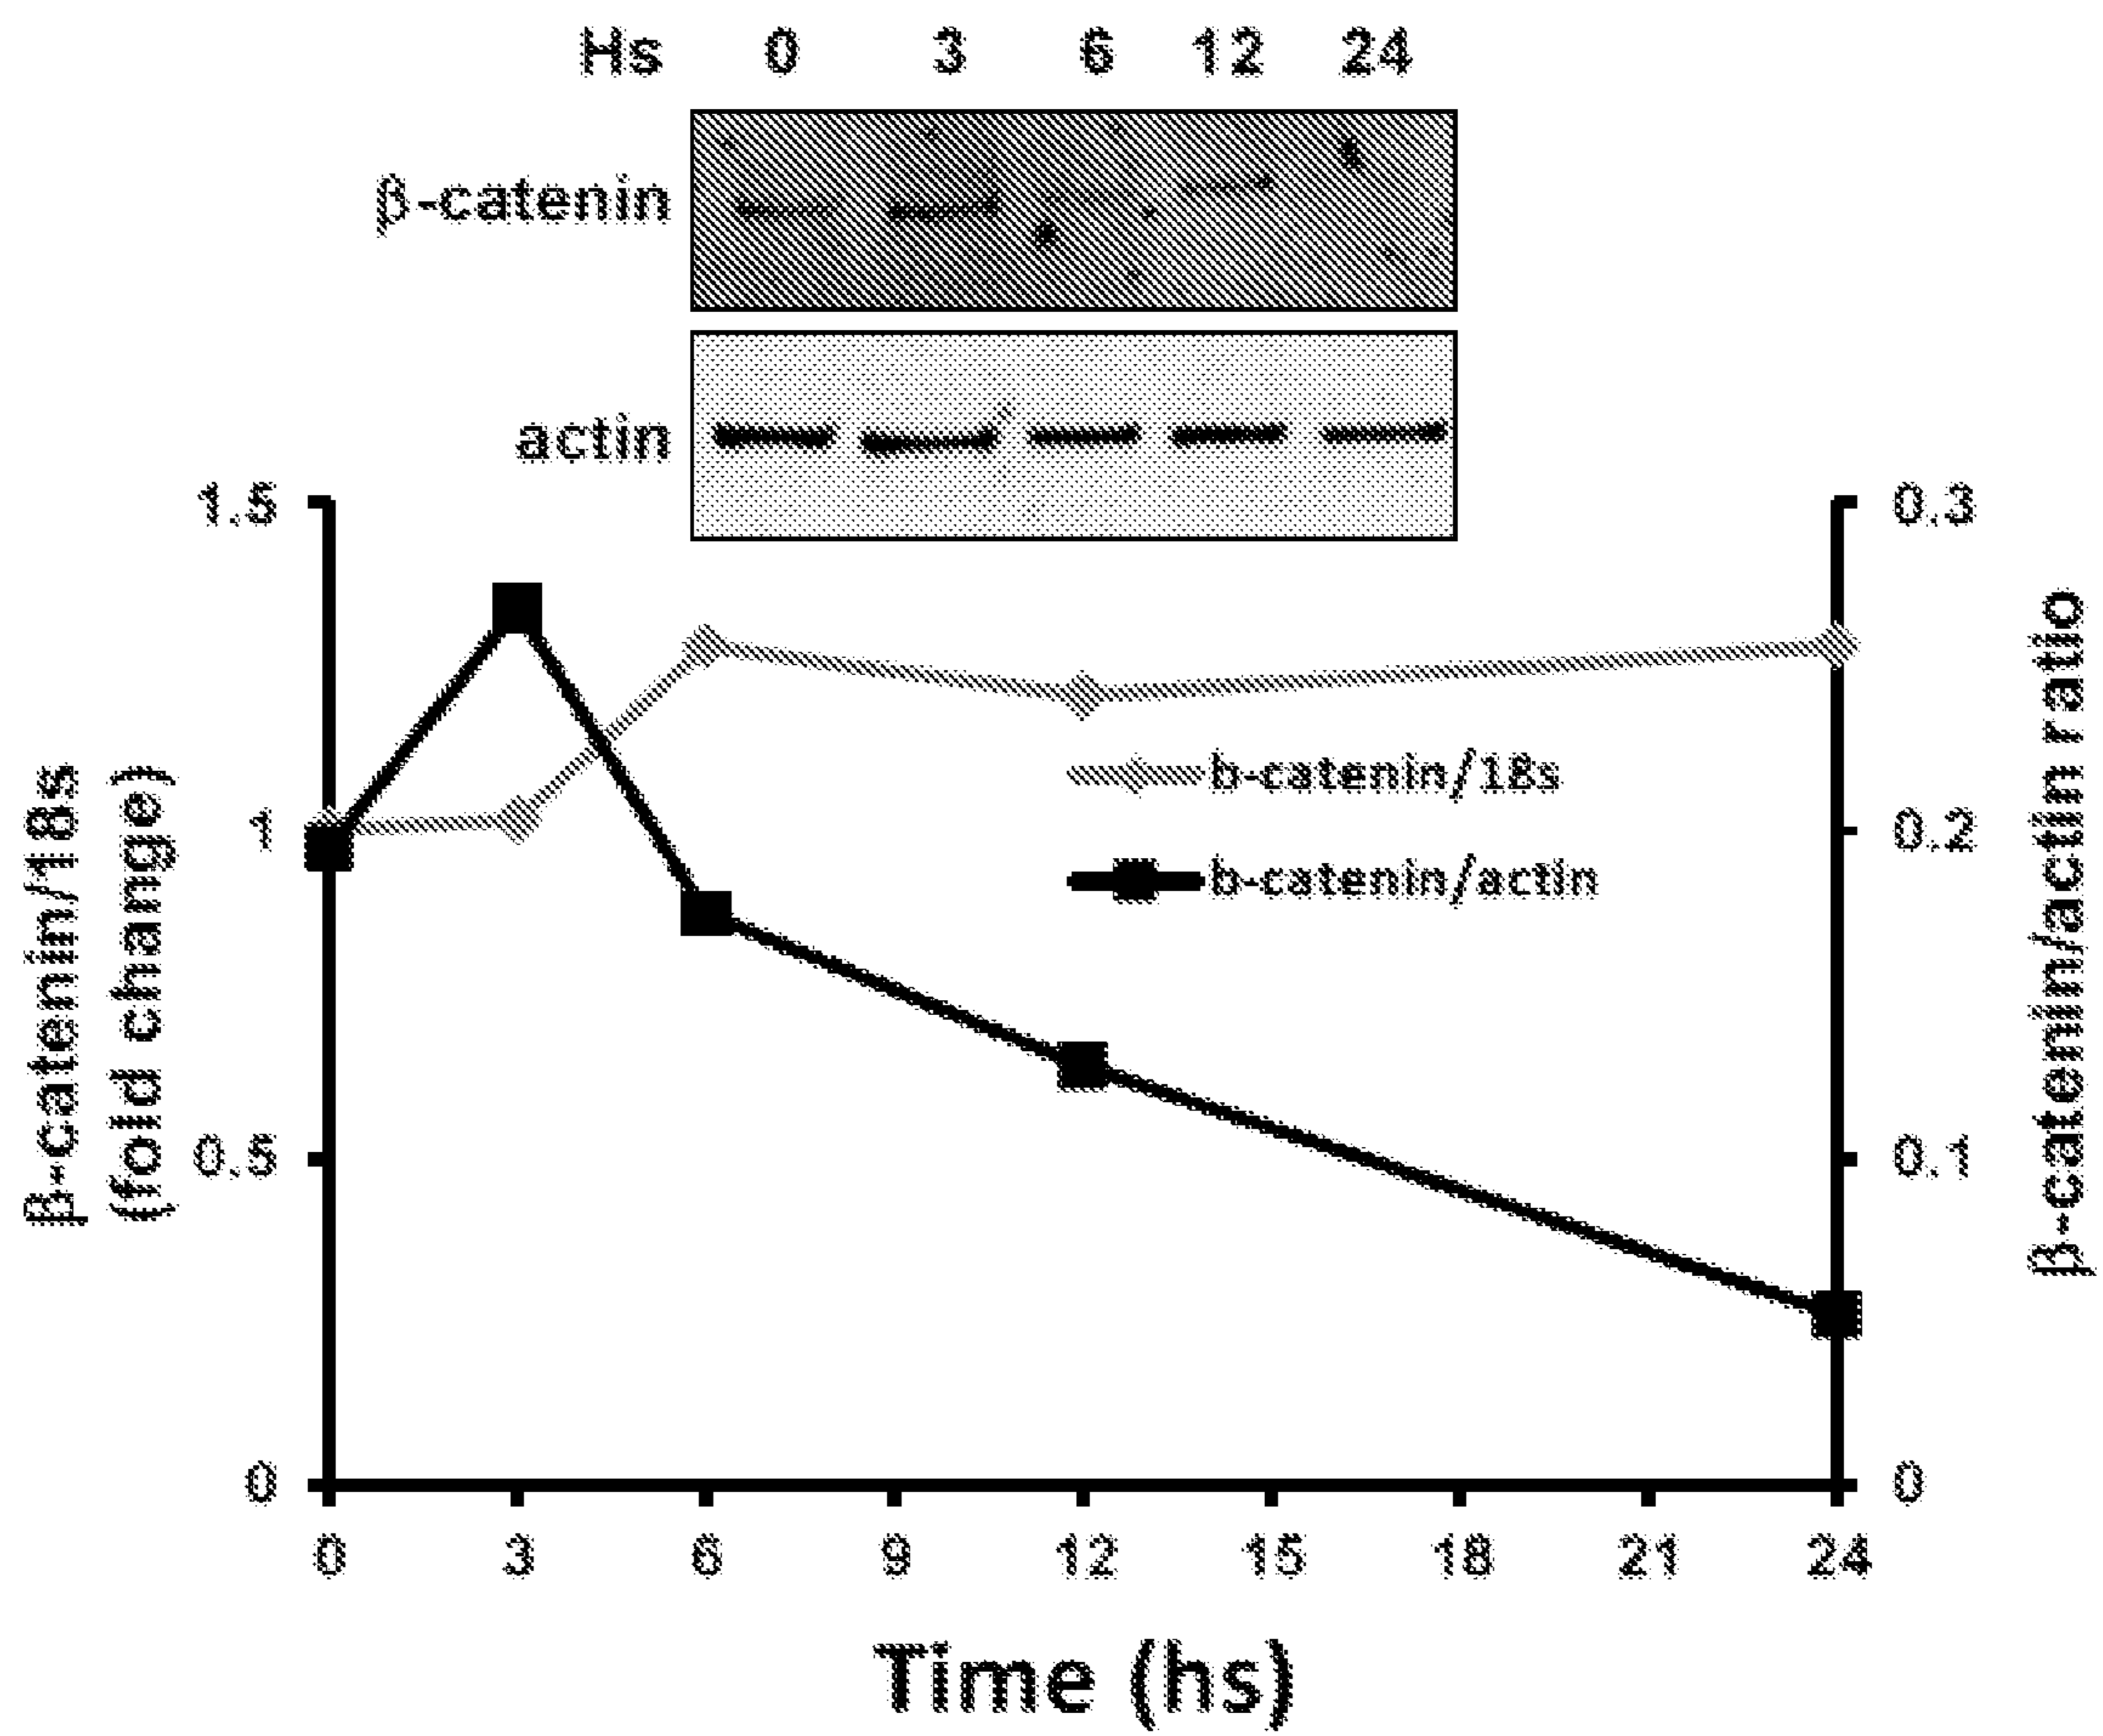 Hs 0 3 6 12 24
β-catenin
actin
1.5
1
0.5
0
β-catenin/18s
(fold change)
0.3
0.2
0.1
0
β-catenin/actin ratio
b-catenin/18s
b-catenin/actin
0 3 6 9 12 15 18 21 24
Time (hs)